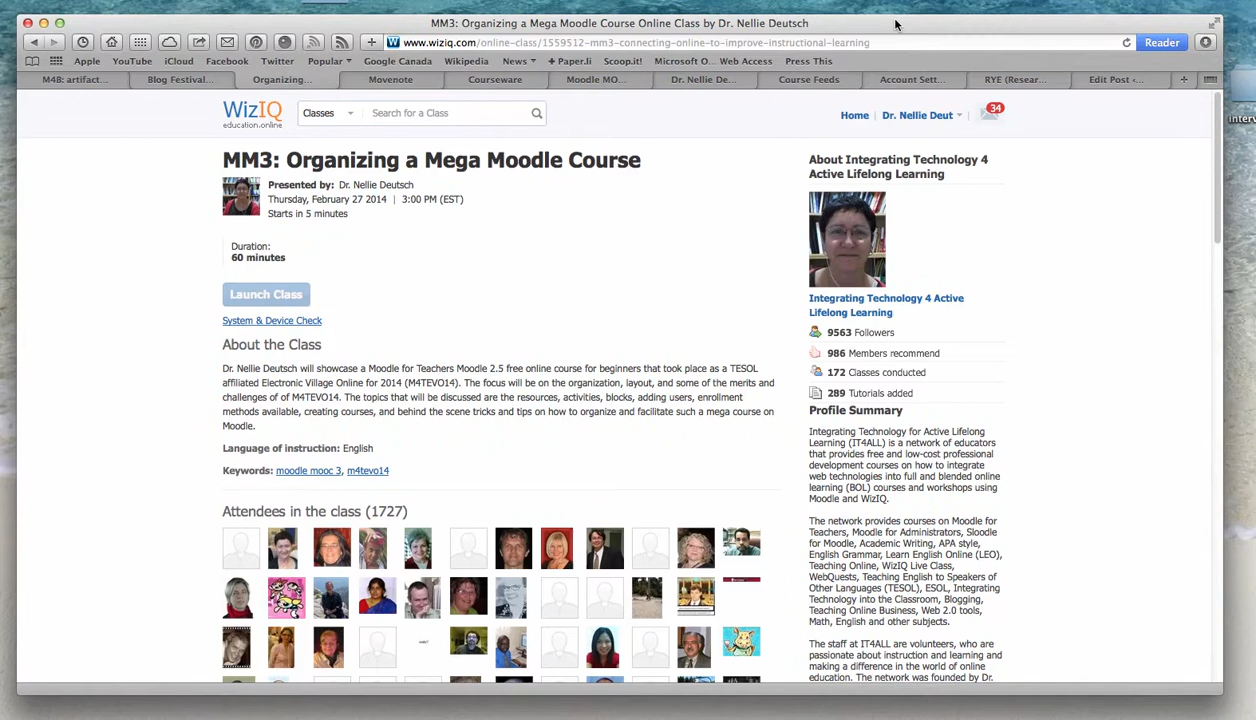 MM3: Organizing a Mega Moodle Course Online Class by Dr. Nellie Deutsch
www.wiziq.com/online-class/1559512-mm3-connecting-online-to-improve-instructional-learning
Reader
Apple YouTube iCloud Facebook Twitter Popular Google Canada Wikipedia News + Paper.li Scoop.it! Microsoft O... Web Access Press This
M4B: artifact... Blog Festival... Organizing... Movenote Courseware Moodle MO... Dr. Nellie De... Course Feeds Account Sett... RYE (Resear... Edit Post ‹...
WizIQ
education.online
Classes
Search for a Class
Home | Dr. Nellie Deut
34
MM3: Organizing a Mega Moodle Course
Presented by: Dr. Nellie Deutsch
Thursday, February 27 2014 | 3:00 PM (EST)
Starts in 5 minutes
Duration:
60 minutes
Launch Class
System & Device Check
About the Class
Dr. Nellie Deutsch will showcase a Moodle for Teachers Moodle 2.5 free online course for beginners that took place as a TESOL
affiliated Electronic Village Online for 2014 (M4TEVO14). The focus will be on the organization, layout, and some of the merits and
challenges of of M4TEVO14. The topics that will be discussed are the resources, activities, blocks, adding users, enrollment
methods available, creating courses, and behind the scene tricks and tips on how to organize and facilitate such a mega course on
Moodle.
Language of instruction: English
Keywords: moodle mooc 3, m4tevo14
Attendees in the class (1727)
About Integrating Technology 4
Active Lifelong Learning
Integrating Technology 4 Active
Lifelong Learning
9563 Followers
986 Members recommend
172 Classes conducted
289 Tutorials added
Profile Summary
Integrating Technology for Active Lifelong
Learning (IT4ALL) is a network of educators
that provides free and low-cost professional
development courses on how to integrate
web technologies into full and blended online
learning (BOL) courses and workshops using
Moodle and WizIQ.
The network provides courses on Moodle for
Teachers, Moodle for Administrators, Sloodle
for Moodle, Academic Writing, APA style,
English Grammar, Learn English Online (LEO),
Teaching Online, WizIQ Live Class,
WebQuests, Teaching English to Speakers of
Other Languages (TESOL), ESOL, Integrating
Technology into the Classroom, Blogging,
Teaching Online Business, Web 2.0 tools,
Math, English and other subjects.
The staff at IT4ALL are volunteers, who are
passionate about instruction and learning and
making a difference in the world of online
education. The network was founded by Dr.
interv